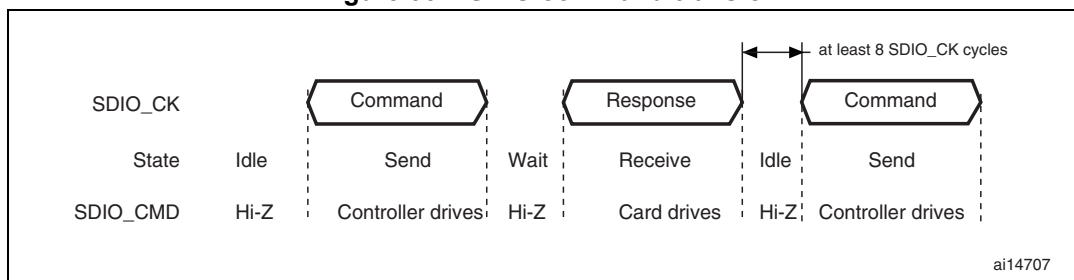 at least 8 SDIO_CK cycles
SDIO_CK Command Response Command
State Idle Send Wait Receive Idle Send
SDIO_CMD Hi-Z Controller drives Hi-Z Card drives Hi-Z Controller drives
ai14707